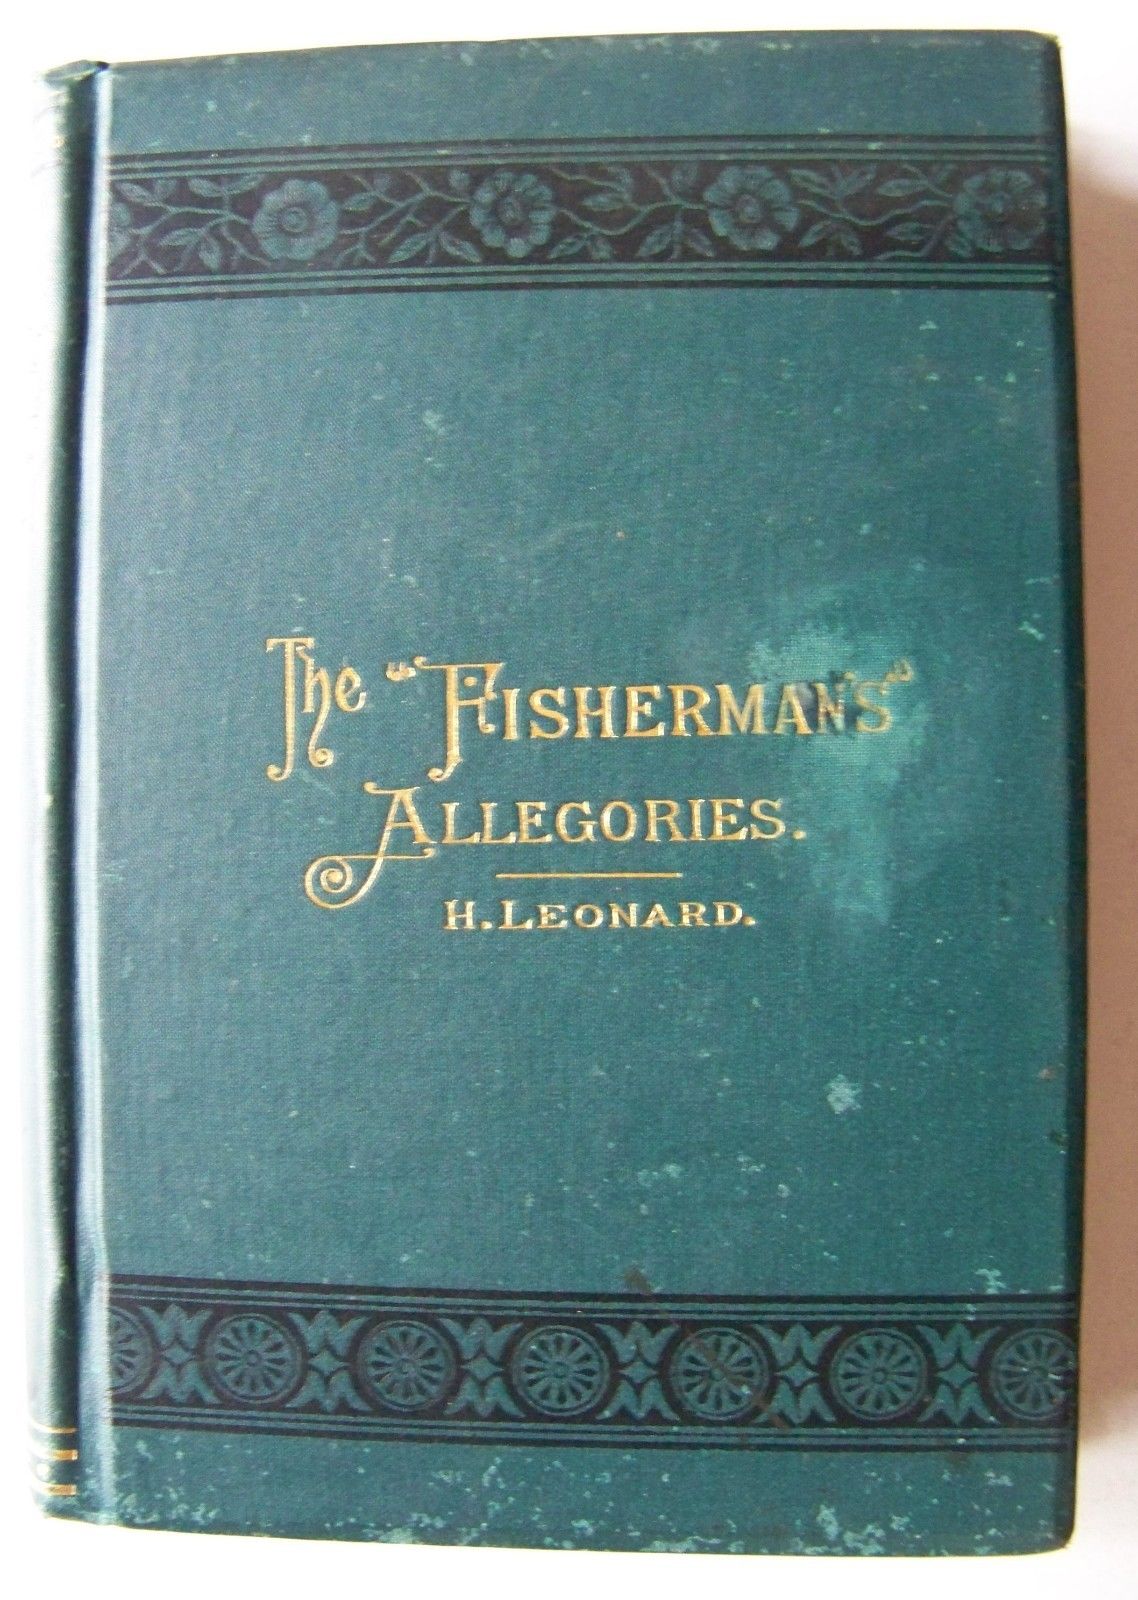 The "Fisherman's"
Allegories.
H. Leonard.